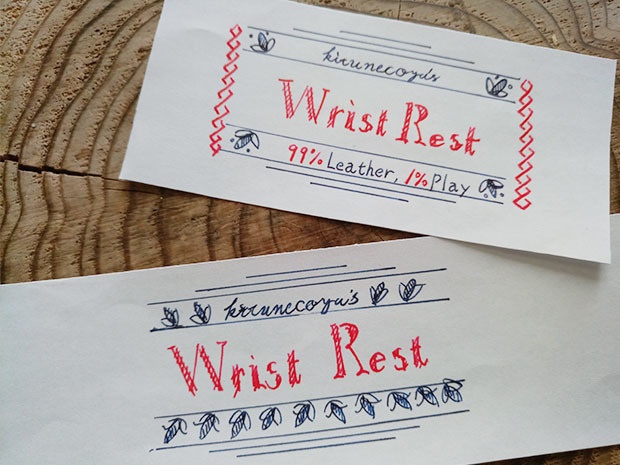 kirunecoya's
Wrist Rest
99% Leather, 1% Play
kirunecoya's
Wrist Rest